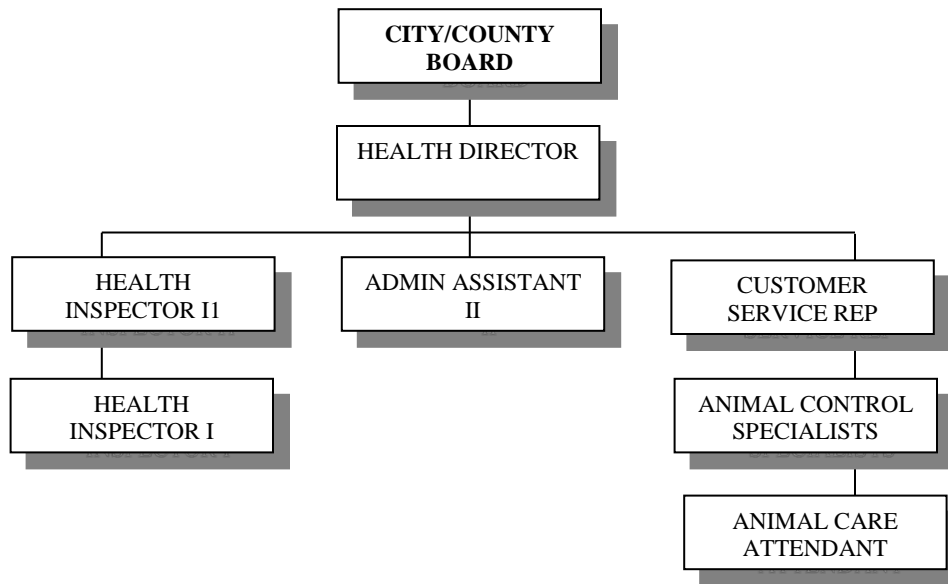 CITY/COUNTY
BOARD
HEALTH DIRECTOR
HEALTH
INSPECTOR I1
ADMIN ASSISTANT
II
CUSTOMER
SERVICE REP
HEALTH
INSPECTOR I
ANIMAL CONTROL
SPECIALISTS
ANIMAL CARE
ATTENDANT